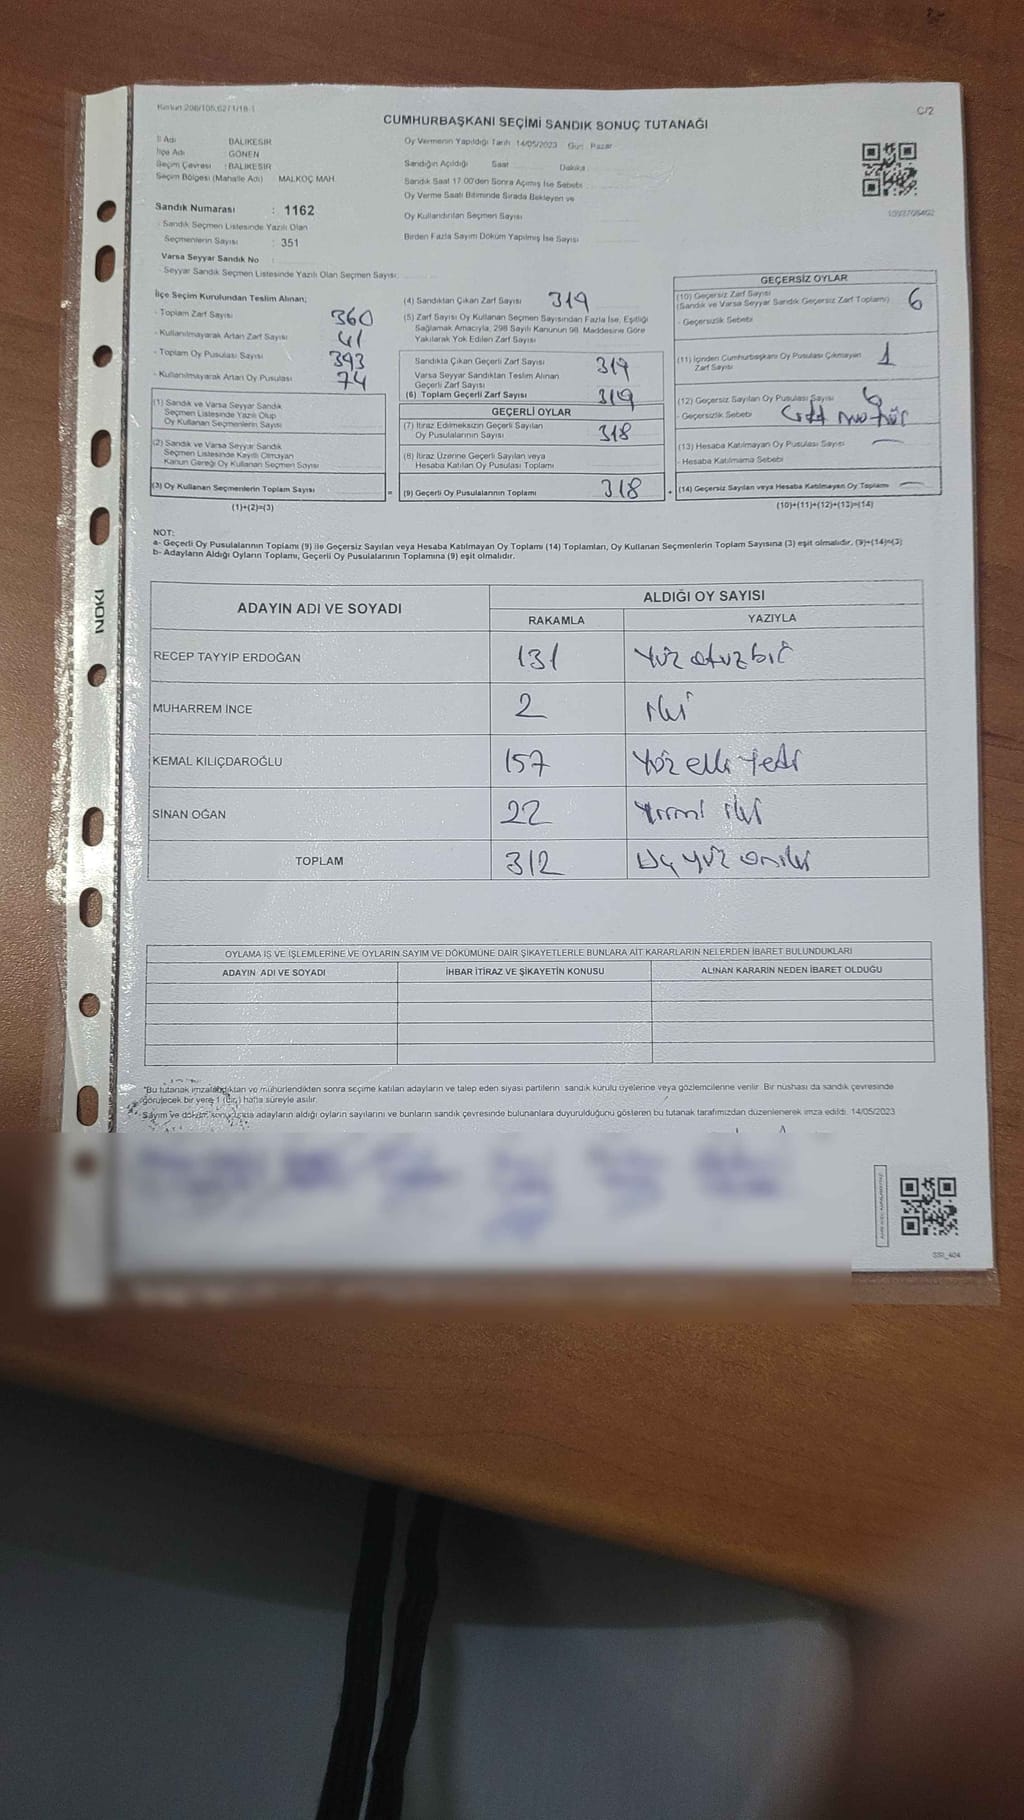 C/2
CUMHURBAŞKANI SEÇİMİ SANDIK SONUÇ TUTANAĞI
İl Adı BALIKESİR
İlçe Adı : GÖNEN
Seçim Çevresi : BALIKESİR
Seçim Bölgesi (Mahalle Adı) : MALKOÇ MAH.
Sandık Numarası : 1162
Sandık Seçmen Listesinde Yazılı Olan
Seçmenlerin Sayısı : 351
Varsa Seyyar Sandık No :
- Seyyar Sandık Seçmen Listesinde Yazılı Olan Seçmen Sayısı:
Oy Vermenin Yapıldığı Tarih 14/05/2023 Gün: Pazar
Sandığın Açıldığı Saat Dakika
Sandık Saat 17.00'den Sonra Açımış İse Sebebi
Oy Verme Saati Bitiminde Sırada Bekleyen ve
Oy Kullandırılan Seçmen Sayısı
Birden Fazla Sayım Döküm Yapılmış İse Sayısı
İlçe Seçim Kurulundan Teslim Alınan;
- Toplam Zarf Sayısı 360
- Kullanılmayarak Artan Zarf Sayısı 41
- Toplam Oy Pusulası Sayısı 393
- Kullanılmayarak Artan Oy Pusulası 74
(1) Sandık ve Varsa Seyyar Sandık
Seçmen Listesinde Yazılı Olup
Oy Kullanan Seçmenlerin Sayısı
(2) Sandık ve Varsa Seyyar Sandık
Seçmen Listesinde Kayıtlı Olmayan
Kanun Gereği Oy Kullanan Seçmen Sayısı
(3) Oy Kullanan Seçmenlerin Toplam Sayısı
(1)+(2)=(3)
(4) Sandıktan Çıkan Zarf Sayısı 319
(5) Zarf Sayısı Oy Kullanan Seçmen Sayısından Fazla İse, Eşitliği
Sağlamak Amacıyla, 298 Sayılı Kanunun 98. Maddesine Göre
Yakılarak Yok Edilen Zarf Sayısı
Sandıkta Çıkan Geçerli Zarf Sayısı 319
Varsa Seyyar Sandıktan Teslim Alınan
Geçerli Zarf Sayısı
(6) Toplam Geçerli Zarf Sayısı 319
GEÇERLİ OYLAR
(7) İtiraz Edilmeksizin Geçerli Sayılan
Oy Pusulalarının Sayısı 318
(8) İtiraz Üzerine Geçerli Sayılan veya
Hesaba Katılan Oy Pusulası Toplamı
= (9) Geçerli Oy Pusulalarının Toplamı 318 +
GEÇERSİZ OYLAR
(10) Geçersiz Zarf Sayısı
(Sandık ve Varsa Seyyar Sandık Geçersiz Zarf Toplamı) 6
- Geçersizlik Sebebi
(11) İçinden Cumhurbaşkanı Oy Pusulası Çıkmayan
Zarf Sayısı 1
(12) Geçersiz Sayılan Oy Pusulası Sayısı 6
- Geçersizlik Sebebi
(13) Hesaba Katılmayan Oy Pusulası Sayısı —
- Hesaba Katılmama Sebebi
(14) Geçersiz Sayılan veya Hesaba Katılmayan Oy Toplamı —
(10)+(11)+(12)+(13)=(14)
NOT:
a- Geçerli Oy Pusulalarının Toplamı (9) ile Geçersiz Sayılan veya Hesaba Katılmayan Oy Toplamı (14) Toplamları, Oy Kullanan Seçmenlerin Toplam Sayısına (3) eşit olmalıdır. (9)+(14)=(3)
b- Adayların Aldığı Oyların Toplamı, Geçerli Oy Pusulalarının Toplamına (9) eşit olmalıdır.
ADAYIN ADI VE SOYADI ALDIĞI OY SAYISI
RAKAMLA YAZIYLA
RECEP TAYYİP ERDOĞAN 131 Yüz otuz bir
MUHARREM İNCE 2 iki
KEMAL KILIÇDAROĞLU 157 Yüz elli Yedi
SİNAN OĞAN 22 Yirmi iki
TOPLAM 312 Üç yüz oniki
OYLAMA İŞ VE İŞLEMLERİNE VE OYLARIN SAYIM VE DÖKÜMÜNE DAİR ŞİKAYETLERLE BUNLARA AİT KARARLARIN NELERDEN İBARET BULUNDUKLARI
ADAYIN ADI VE SOYADI İHBAR İTİRAZ VE ŞİKAYETİN KONUSU ALINAN KARARIN NEDEN İBARET OLDUĞU
*Bu tutanak imzalandıktan ve mühürlendikten sonra seçime katılan adayların ve talep eden siyasi partilerin sandık kurulu üyelerine veya gözlemcilerine verilir. Bir nüshası da sandık çevresinde
görülecek bir yere 1 (bir) hafta süreyle asılır.
Sayım ve döküm sonucunda adayların aldığı oyların sayılarını ve bunların sandık çevresinde bulunanlara duyurulduğunu gösteren bu tutanak tarafımızdan düzenlenerek imza edildi. 14/05/2023
NOKI
SSI_404